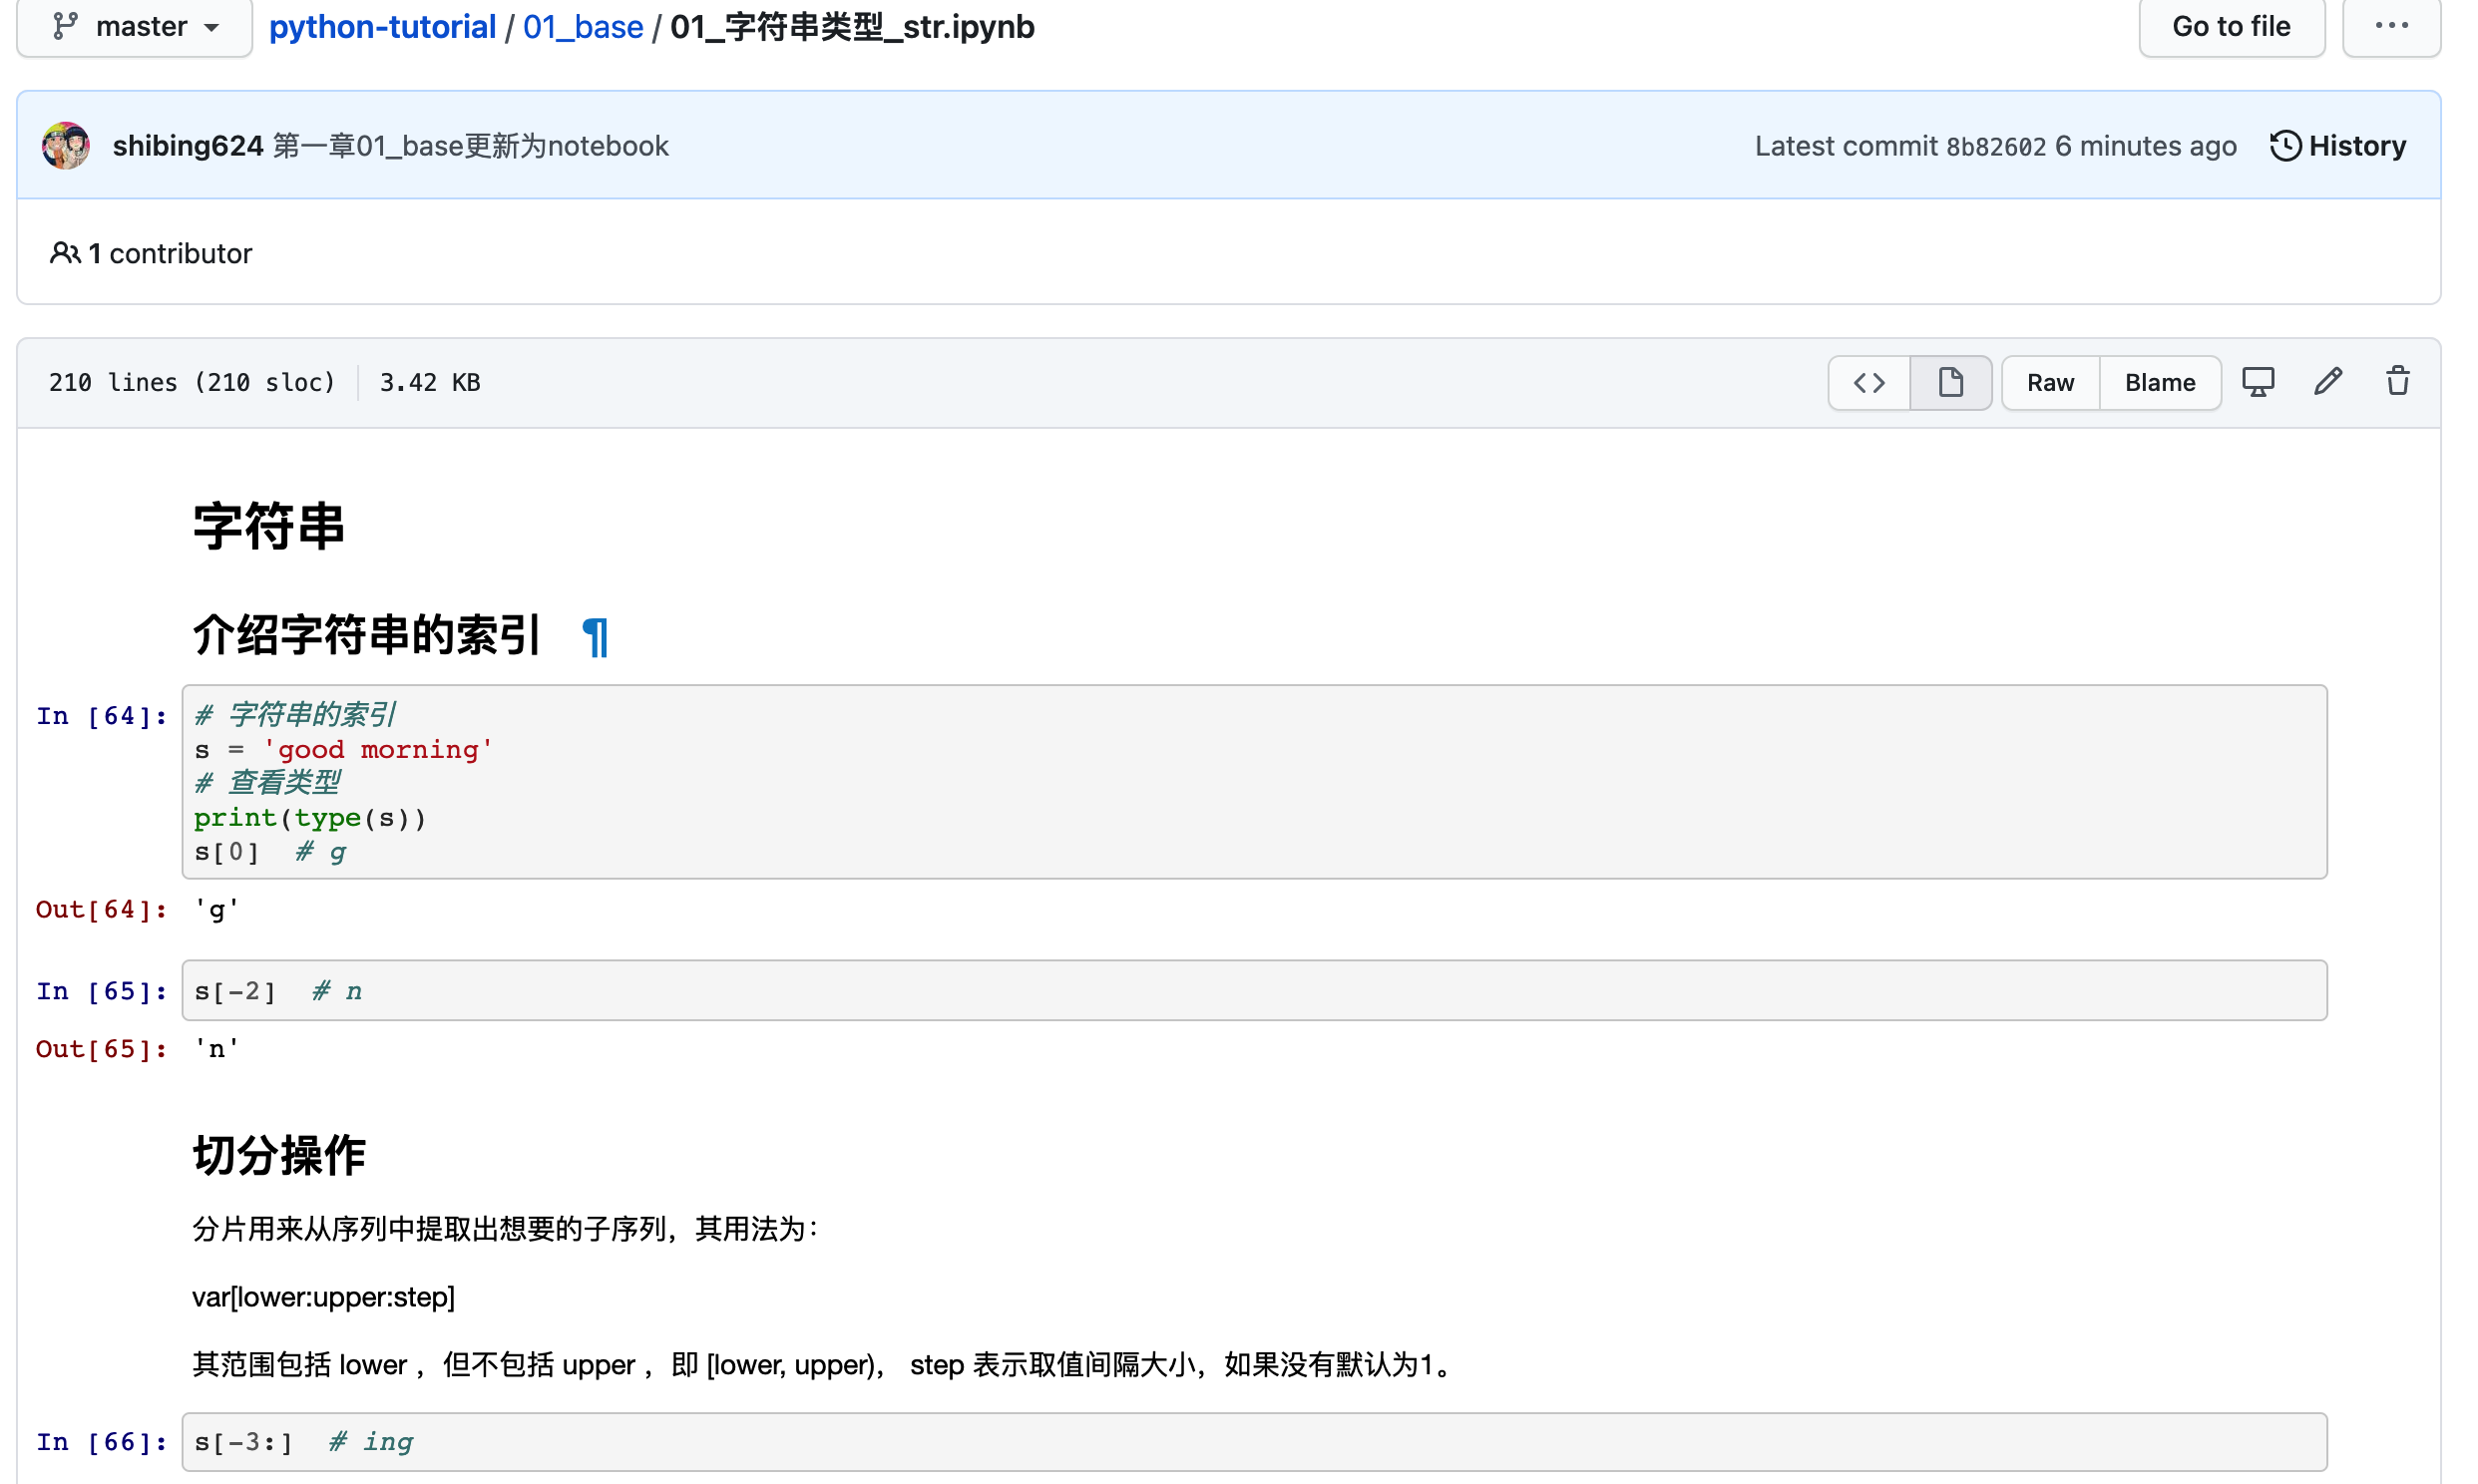 master python-tutorial / 01_base / 01_字符串类型_str.ipynb Go to file ...
shibing624 第一章01_base更新为notebook Latest commit 8b82602 6 minutes ago History
1 contributor
210 lines (210 sloc) 3.42 KB <> Raw Blame
字符串
介绍字符串的索引 ¶
In [64]: # 字符串的索引
s = 'good morning'
# 查看类型
print(type(s))
s[0]  # g
Out[64]: 'g'
In [65]: s[-2]  # n
Out[65]: 'n'
切分操作
分片用来从序列中提取出想要的子序列，其用法为：
var[lower:upper:step]
其范围包括 lower ，但不包括 upper ，即 [lower, upper)， step 表示取值间隔大小，如果没有默认为1。
In [66]: s[-3:]  # ing